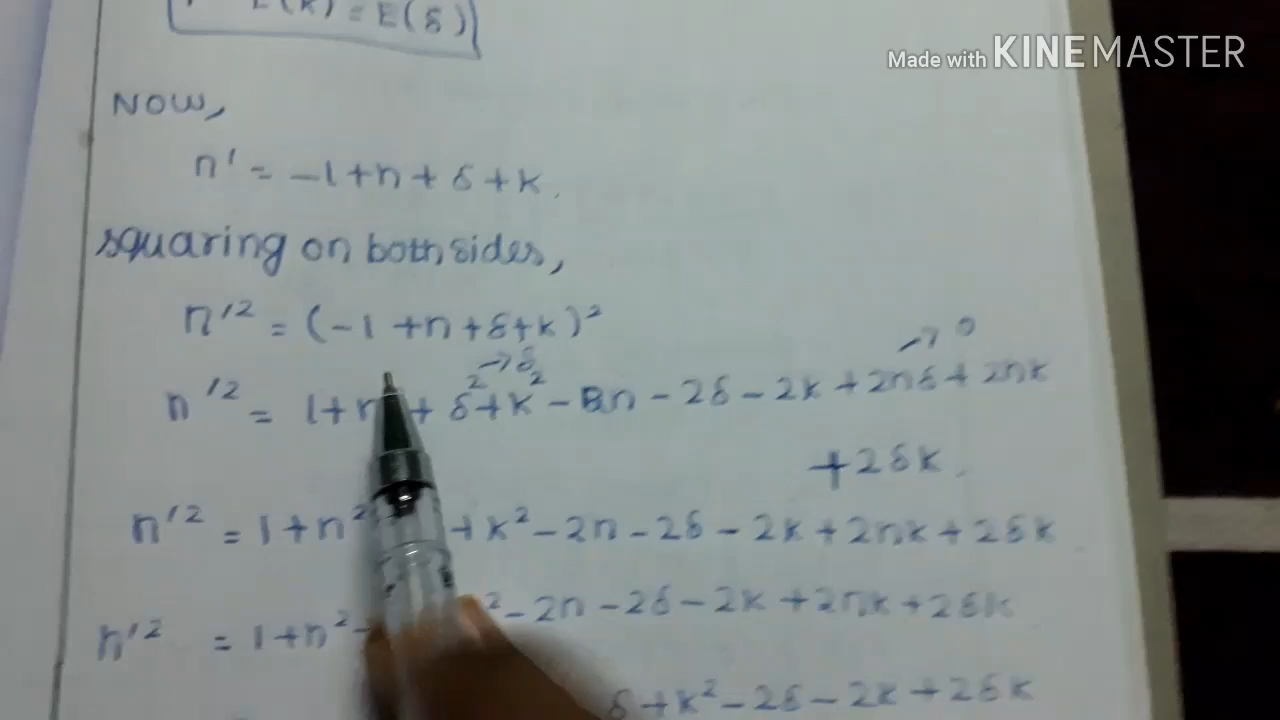 E(k) = E(δ)
Made with KINEMASTER
NOW,
n' = -1+n+δ+k.
squaring on both sides,
n'² = (-1+n+δ+k)²
→δ →0
n'² = 1+n + δ²+k² - 2n - 2δ - 2k + 2nδ + 2nk
+2δk.
n'² = 1+n² +k² - 2n - 2δ - 2k + 2nk + 2δk
n'² = 1+n² ² - 2n - 2δ - 2k + 2nk + 2δk
δ+k² - 2δ - 2k + 2δk